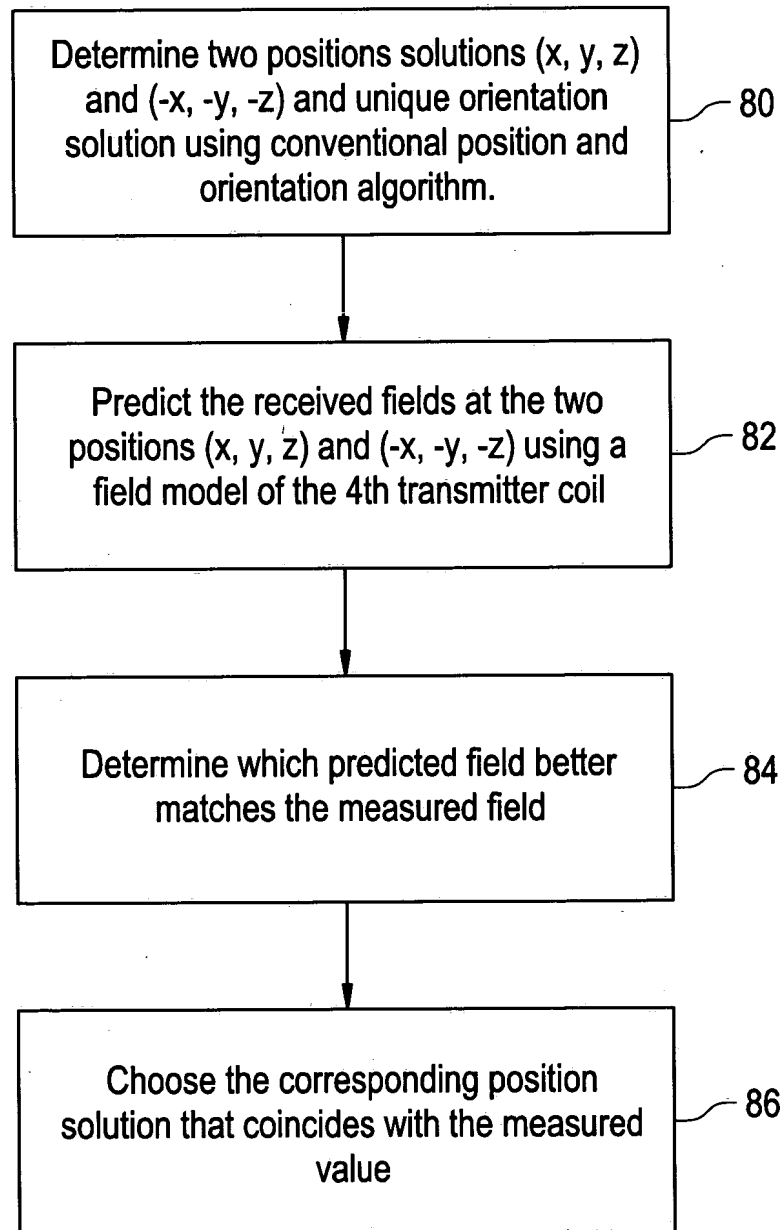 Determine two positions solutions (x, y, z)
and (-x, -y, -z) and unique orientation
solution using conventional position and
orientation algorithm.
80
Predict the received fields at the two
positions (x, y, z) and (-x, -y, -z) using a
field model of the 4th transmitter coil
82
Determine which predicted field better
matches the measured field
84
Choose the corresponding position
solution that coincides with the measured
value
86